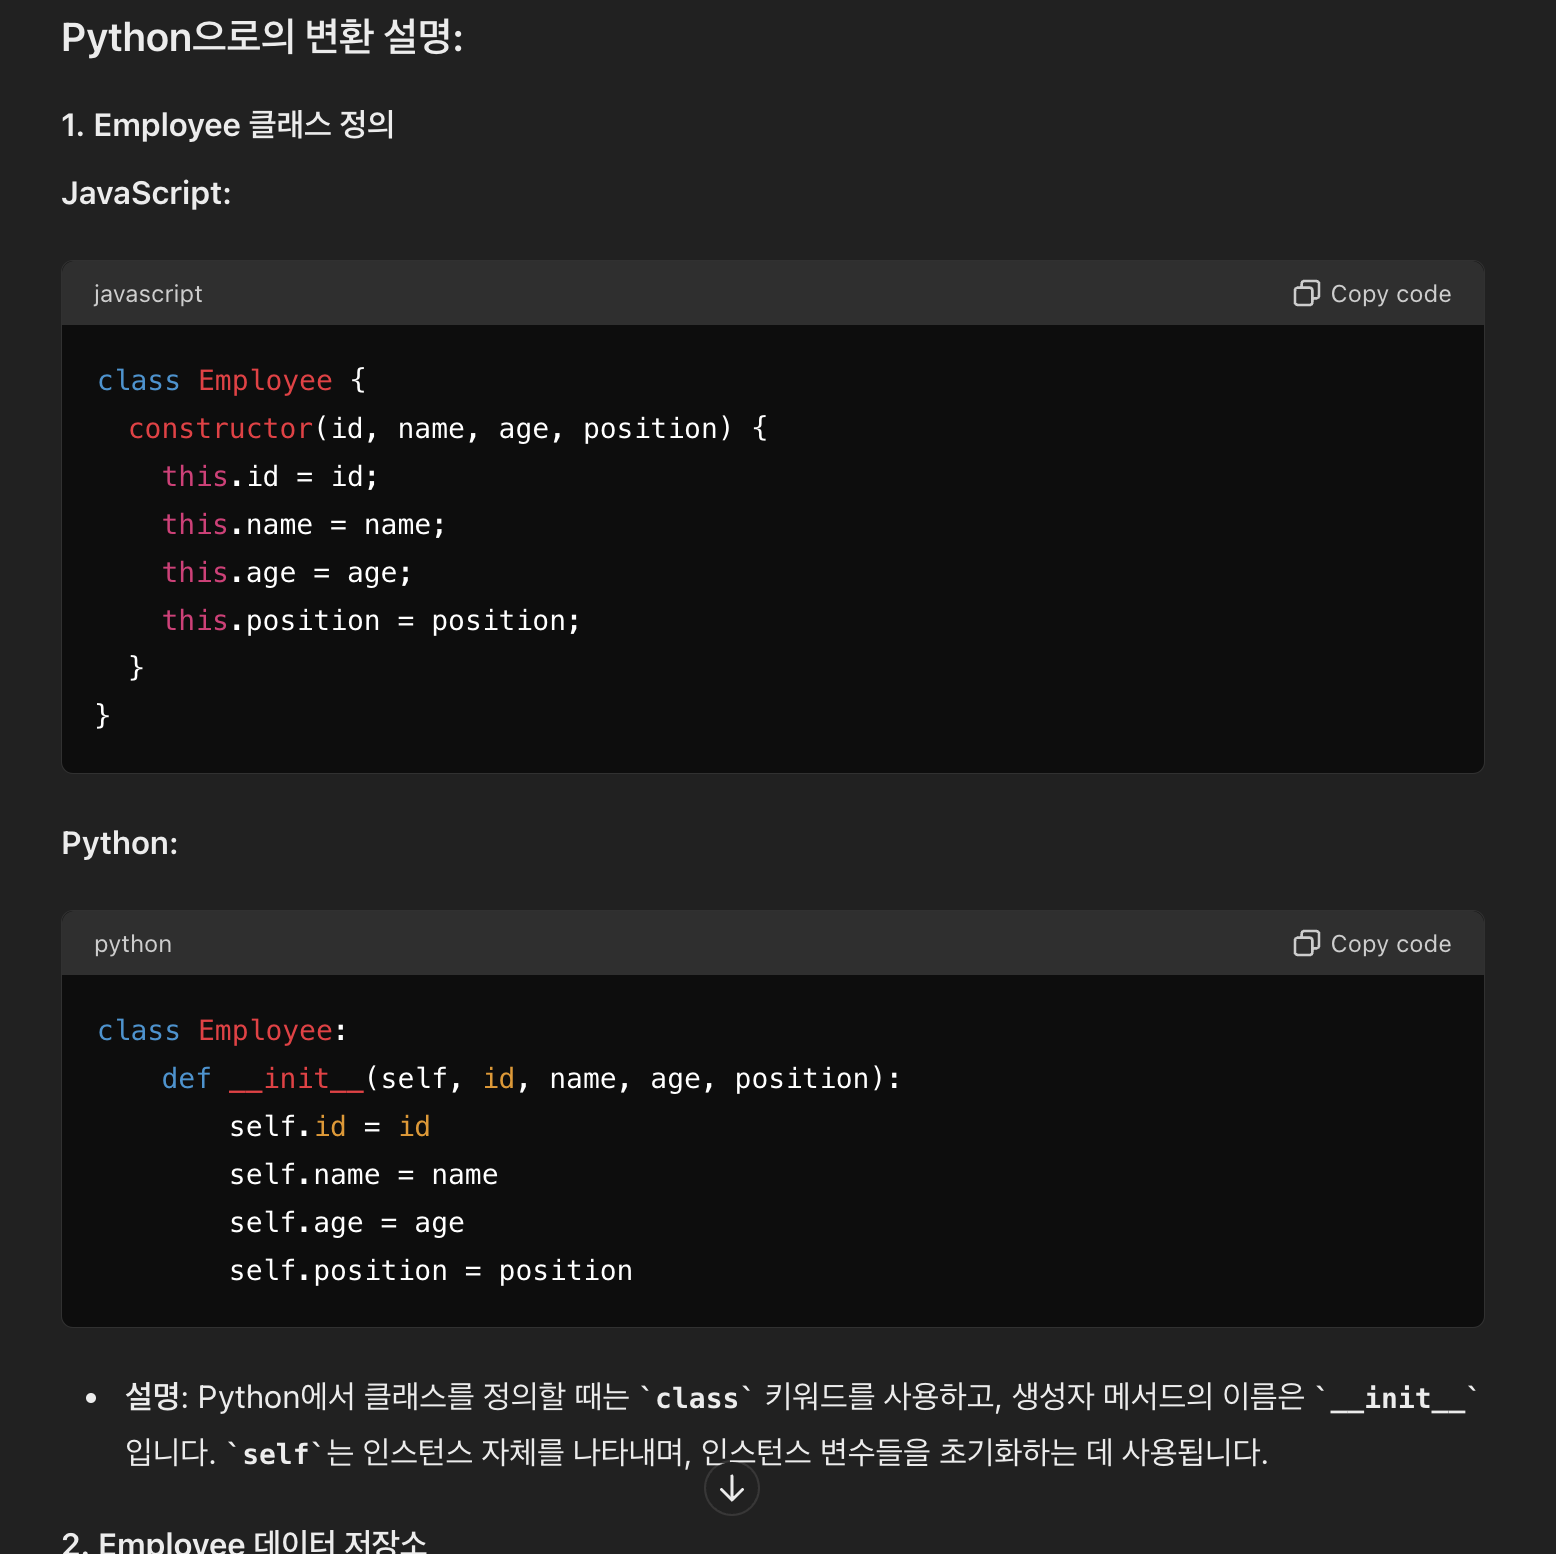 Python으로의 변환 설명:
1. Employee 클래스 정의
JavaScript:
javascript
Copy code
class Employee {
  constructor(id, name, age, position) {
    this.id = id;
    this.name = name;
    this.age = age;
    this.position = position;
  }
}
Python:
python
Copy code
class Employee:
    def __init__(self, id, name, age, position):
        self.id = id
        self.name = name
        self.age = age
        self.position = position
• 설명: Python에서 클래스를 정의할 때는 `class` 키워드를 사용하고, 생성자 메서드의 이름은 `__init__`
입니다. `self`는 인스턴스 자체를 나타내며, 인스턴스 변수들을 초기화하는 데 사용됩니다.
2. Employee 데이터 저장소